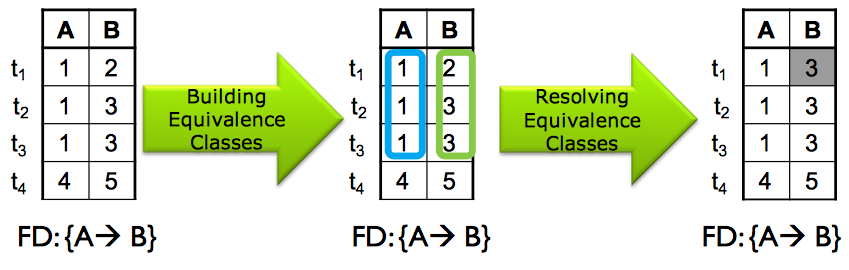 A B
t1 1 2
t2 1 3
t3 1 3
t4 4 5
FD:{A→ B}
Building
Equivalence
Classes
A B
t1 1 2
t2 1 3
t3 1 3
t4 4 5
FD:{A→ B}
Resolving
Equivalence
Classes
A B
t1 1 3
t2 1 3
t3 1 3
t4 4 5
FD:{A→ B}